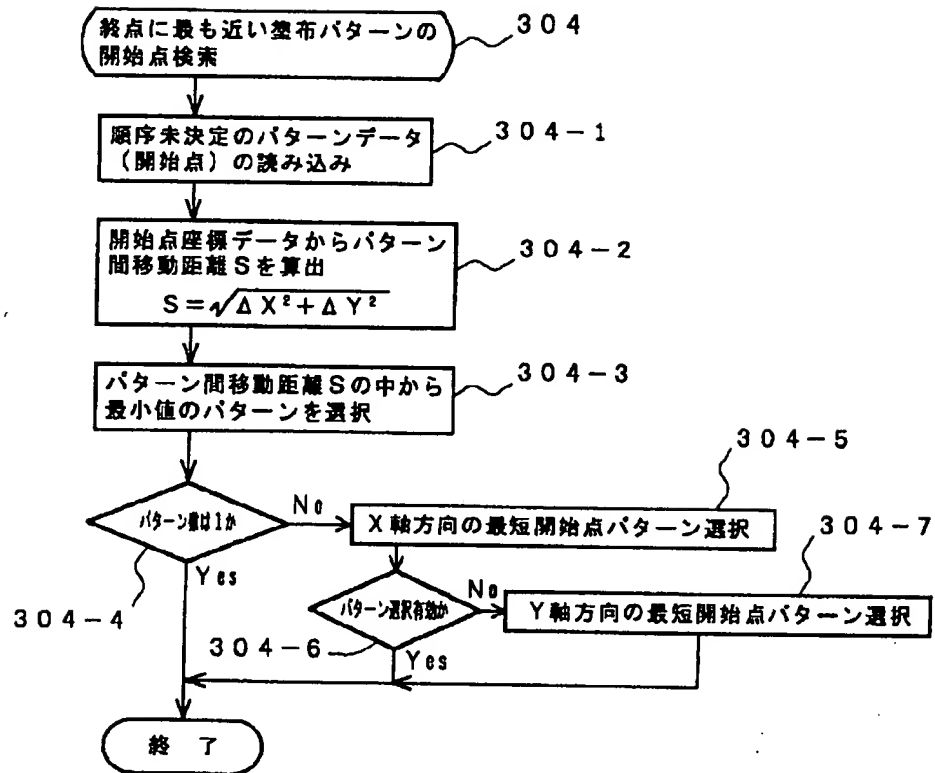 終点に最も近い塗布パターンの
開始点検索
304
順序未決定のパターンデータ
(開始点)の読み込み
304-1
開始点座標データからパターン
間移動距離Sを算出
S=√ΔX²+ΔY²
304-2
パターン間移動距離Sの中から
最小値のパターンを選択
304-3
パターン数は1か
No
Yes
304-4
X軸方向の最短開始点パターン選択
304-5
パターン選択有効か
No
Yes
304-6
Y軸方向の最短開始点パターン選択
304-7
終了